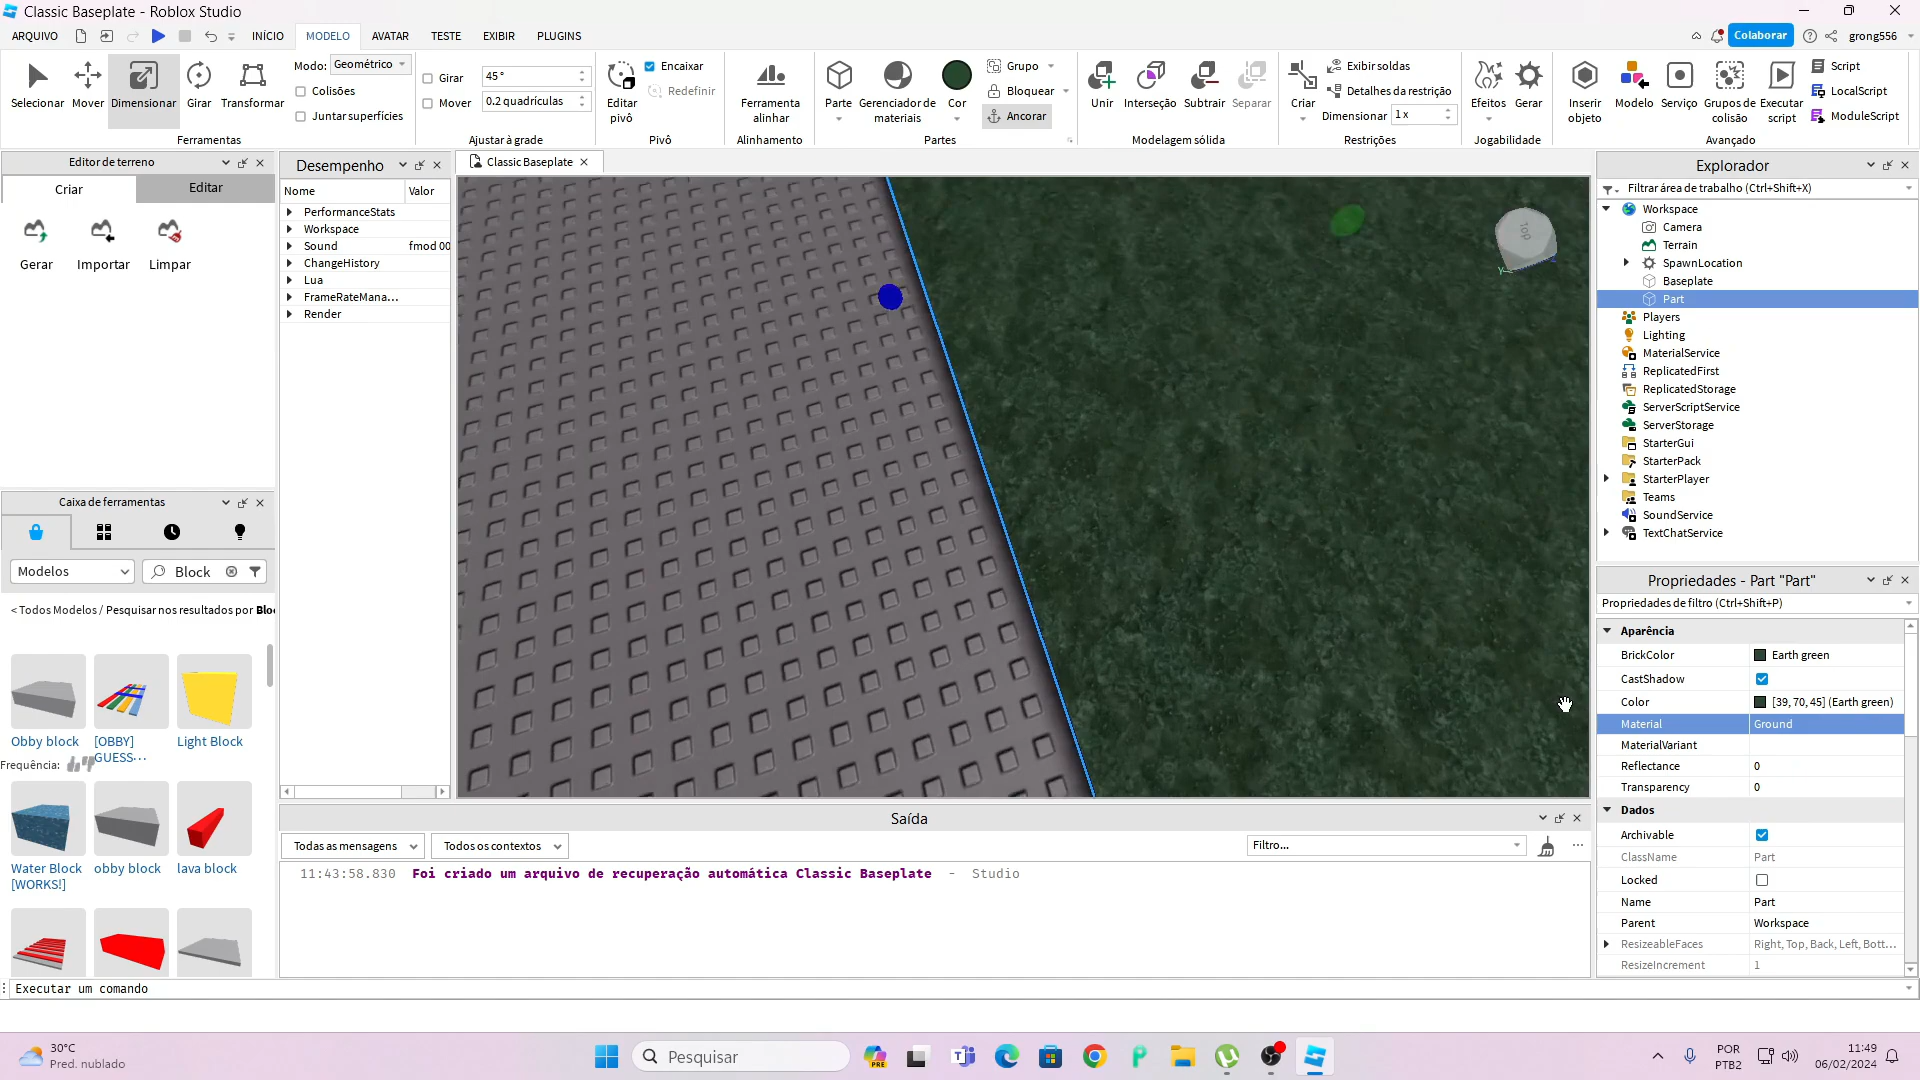 Classic Baseplate - Roblox Studio
ARQUIVO
INÍCIO
MODELO
AVATAR
TESTE
EXIBIR
PLUGINS
Colaborar
grong556
Selecionar
Mover
Dimensionar
Girar
Transformar
Modo: Geométrico
Colisões
Juntar superfícies
Ferramentas
Girar 45 °
Mover 0.2 quadrículas
Ajustar à grade
Editar pivô
Encaixar
Redefinir
Pivô
Ferramenta alinhar
Alinhamento
Parte
Gerenciador de materiais
Cor
Grupo
Bloquear
Ancorar
Partes
Unir
Interseção
Subtrair
Separar
Modelagem sólida
Criar
Exibir soldas
Detalhes da restrição
Dimensionar 1 x
Restrições
Efeitos
Gerar
Jogabilidade
Inserir objeto
Modelo
Serviço
Grupos de colisão
Executar script
Script
LocalScript
ModuleScript
Avançado
Editor de terreno
Criar
Editar
Gerar
Importar
Limpar
Caixa de ferramentas
Modelos
Block
< Todos Modelos / Pesquisar nos resultados por Bloc
Obby block
[OBBY] GUESS...
Light Block
Frequência:
Water Block [WORKS!]
obby block
lava block
Desempenho
Nome Valor
PerformanceStats
Workspace
Sound fmod 00
ChangeHistory
Lua
FrameRateMana...
Render
Classic Baseplate
Top
Y
Saída
Todas as mensagens
Todos os contextos
Filtro...
11:43:58.830 Foi criado um arquivo de recuperação automática Classic Baseplate - Studio
Explorador
Filtrar área de trabalho (Ctrl+Shift+X)
Workspace
Camera
Terrain
SpawnLocation
Baseplate
Part
Players
Lighting
MaterialService
ReplicatedFirst
ReplicatedStorage
ServerScriptService
ServerStorage
StarterGui
StarterPack
StarterPlayer
Teams
SoundService
TextChatService
Propriedades - Part "Part"
Propriedades de filtro (Ctrl+Shift+P)
Aparência
BrickColor Earth green
CastShadow
Color [39, 70, 45] (Earth green)
Material Ground
MaterialVariant
Reflectance 0
Transparency 0
Dados
Archivable
ClassName Part
Locked
Name Part
Parent Workspace
ResizeableFaces Right, Top, Back, Left, Bott...
ResizeIncrement 1
Executar um comando
30°C
Pred. nublado
Pesquisar
PRE
POR
PTB2
11:49
06/02/2024